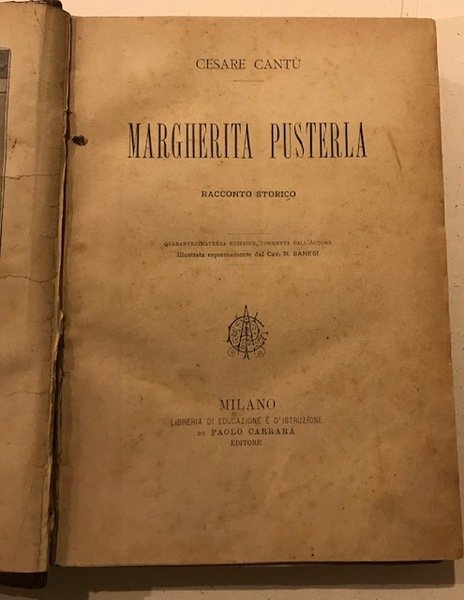 CESARE CANTÙ
MARGHERITA PUSTERLA
RACCONTO STORICO
QUARANTESIMATERZA EDIZIONE, CORRETTA DALL'AUTORE
Illustrata espressamente dal Cav. N. SANESI
MILANO
LIBRERIA DI EDUCAZIONE E D'ISTRUZIONE
DI PAOLO CARRARA
EDITORE